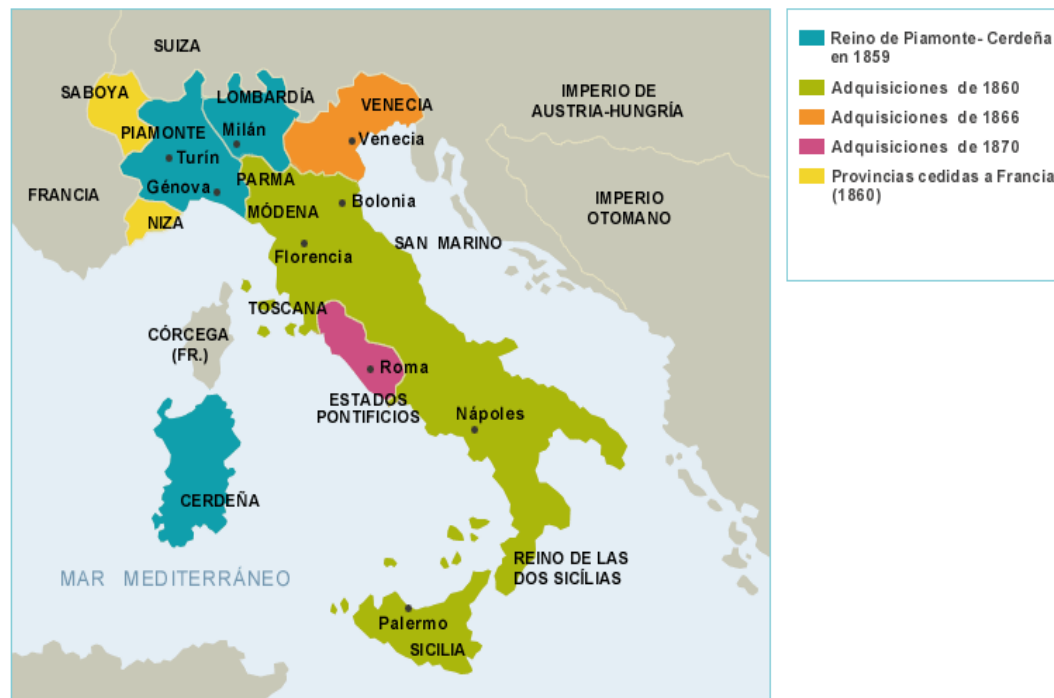 SUIZA
SABOYA
LOMBARDÍA
VENECIA
IMPERIO DE
AUSTRIA-HUNGRÍA
PIAMONTE
Milán
Venecia
Turín
FRANCIA
Génova
PARMA
Bolonia
IMPERIO
OTOMANO
NIZA
MÓDENA
SAN MARINO
Florencia
TOSCANA
CÓRCEGA
(FR.)
Roma
ESTADOS
PONTIFICIOS
Nápoles
CERDEÑA
MAR MEDITERRÁNEO
REINO DE LAS
DOS SICÍLIAS
Palermo
SICILIA
Reino de Piamonte- Cerdeña
en 1859
Adquisiciones de 1860
Adquisiciones de 1866
Adquisiciones de 1870
Provincias cedidas a Francia
(1860)